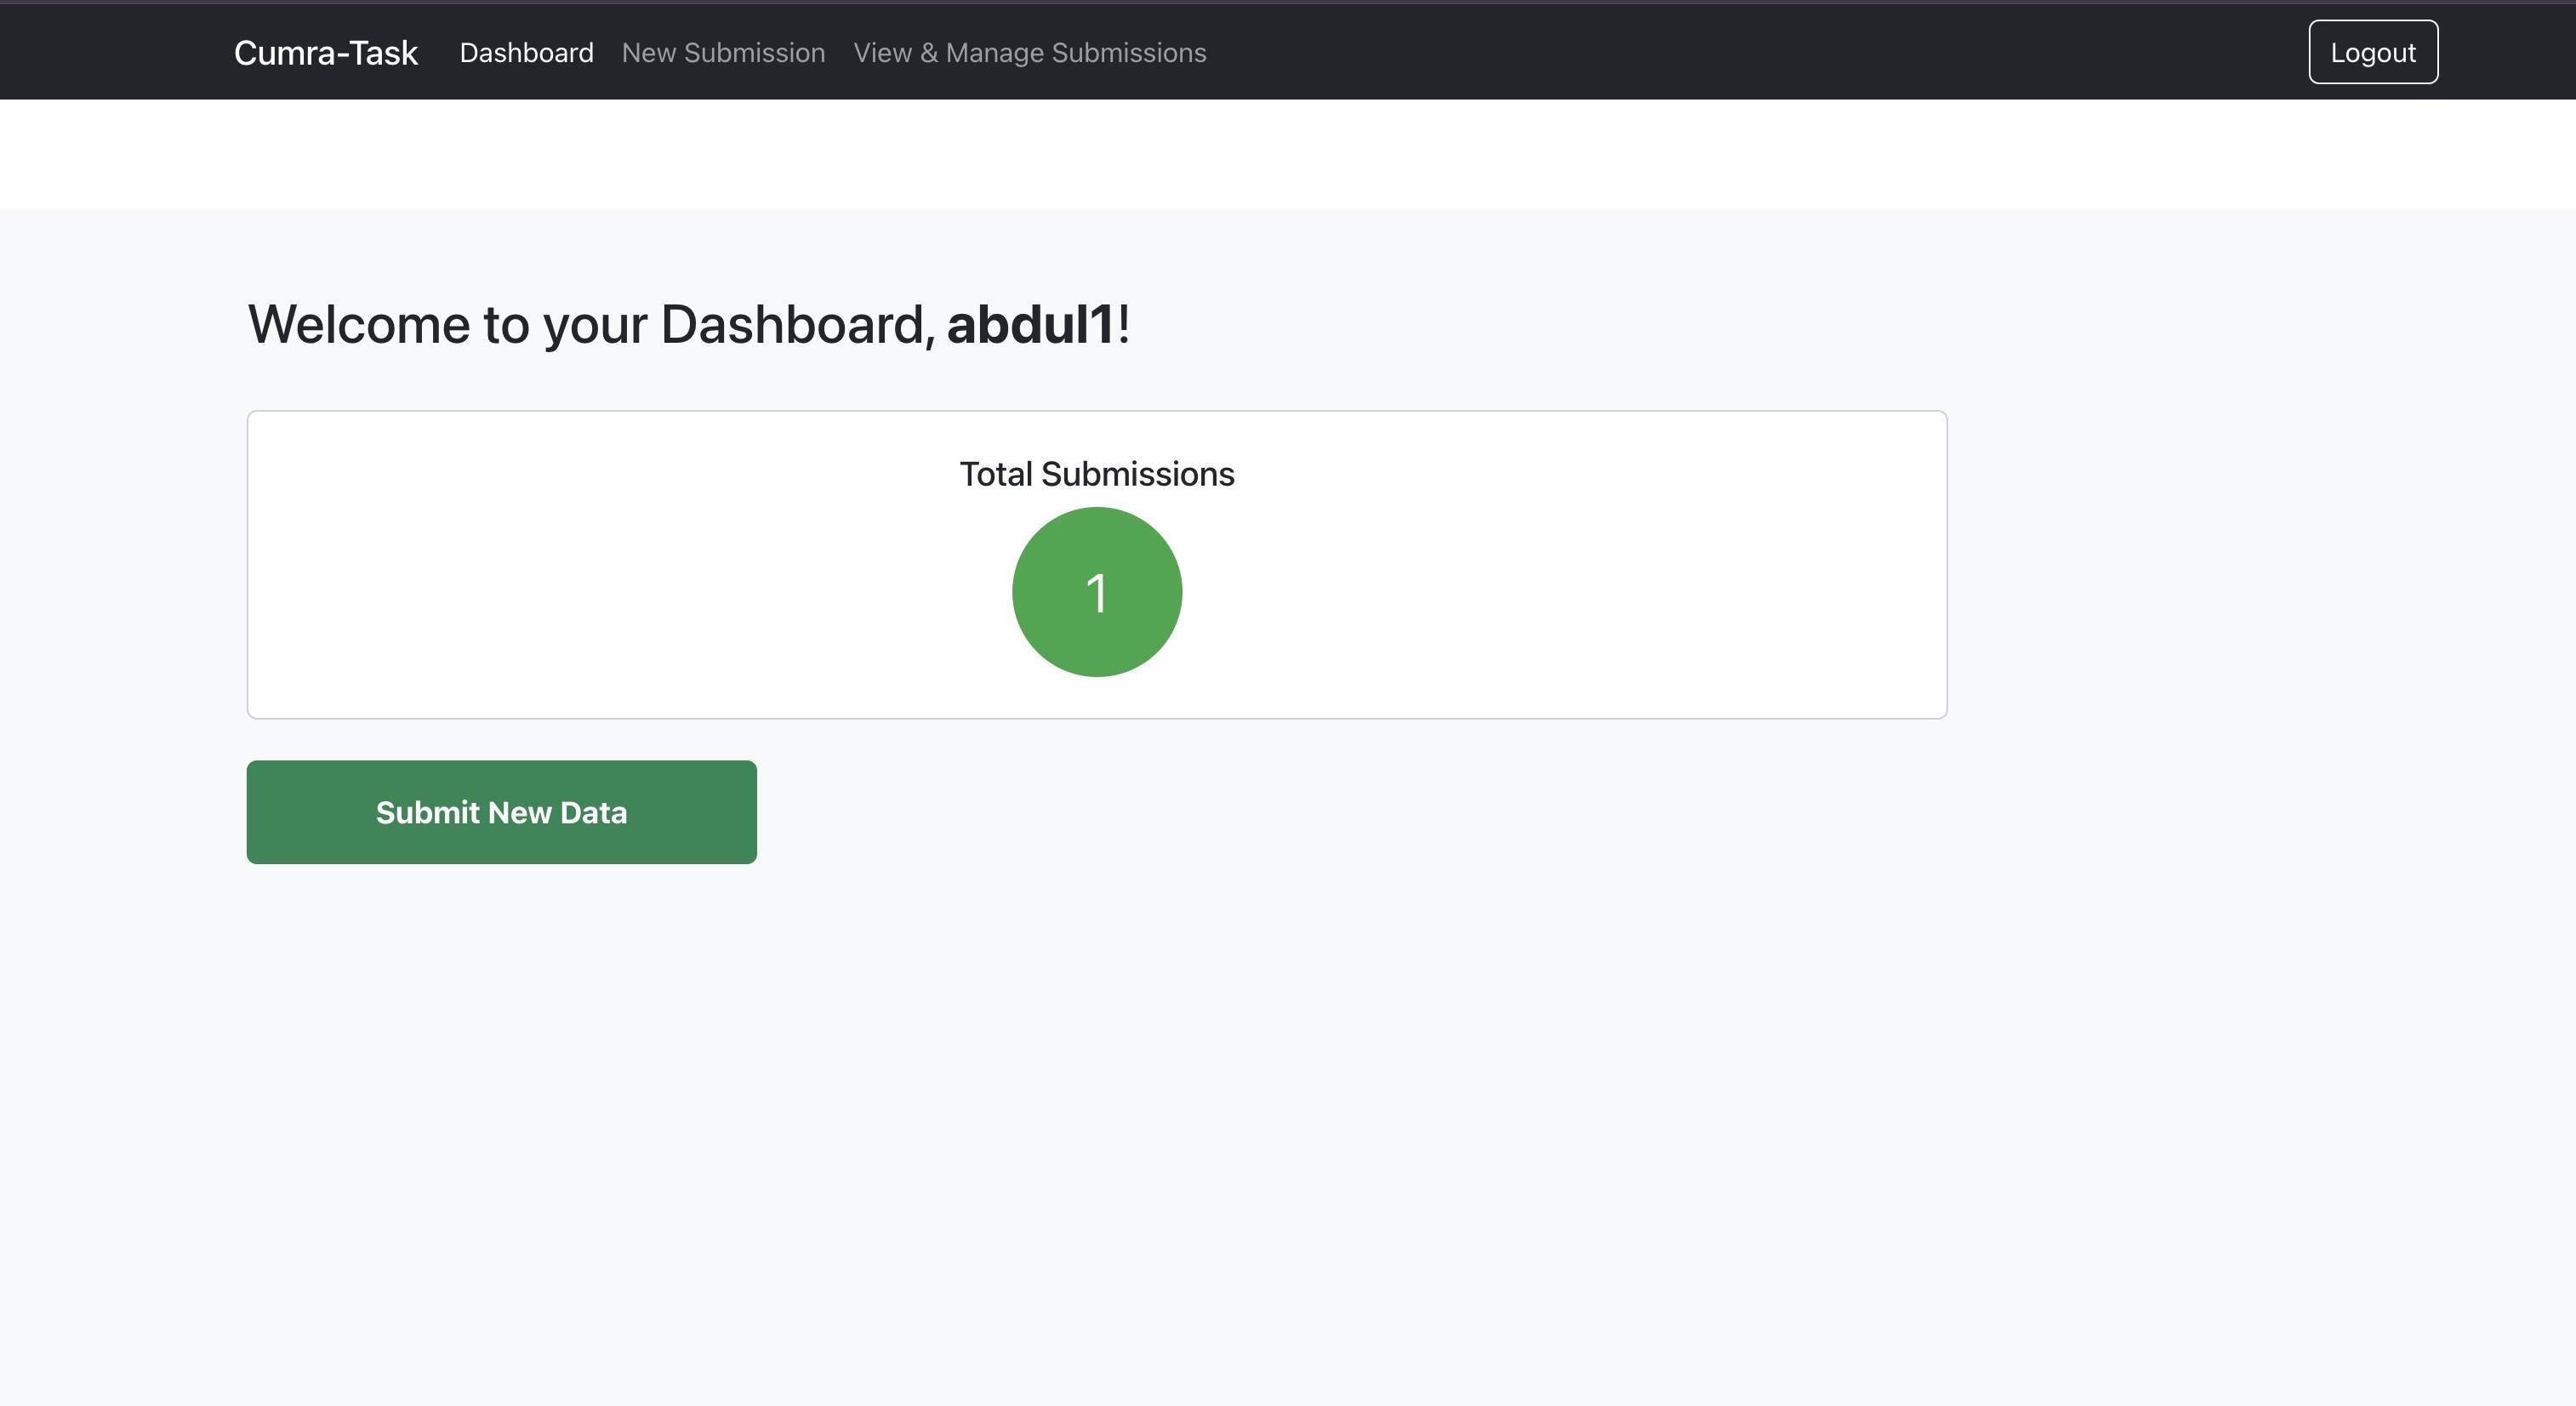 Cumra-Task Dashboard New Submission View & Manage Submissions Logout
Welcome to your Dashboard, abdul1!
Total Submissions
1
Submit New Data